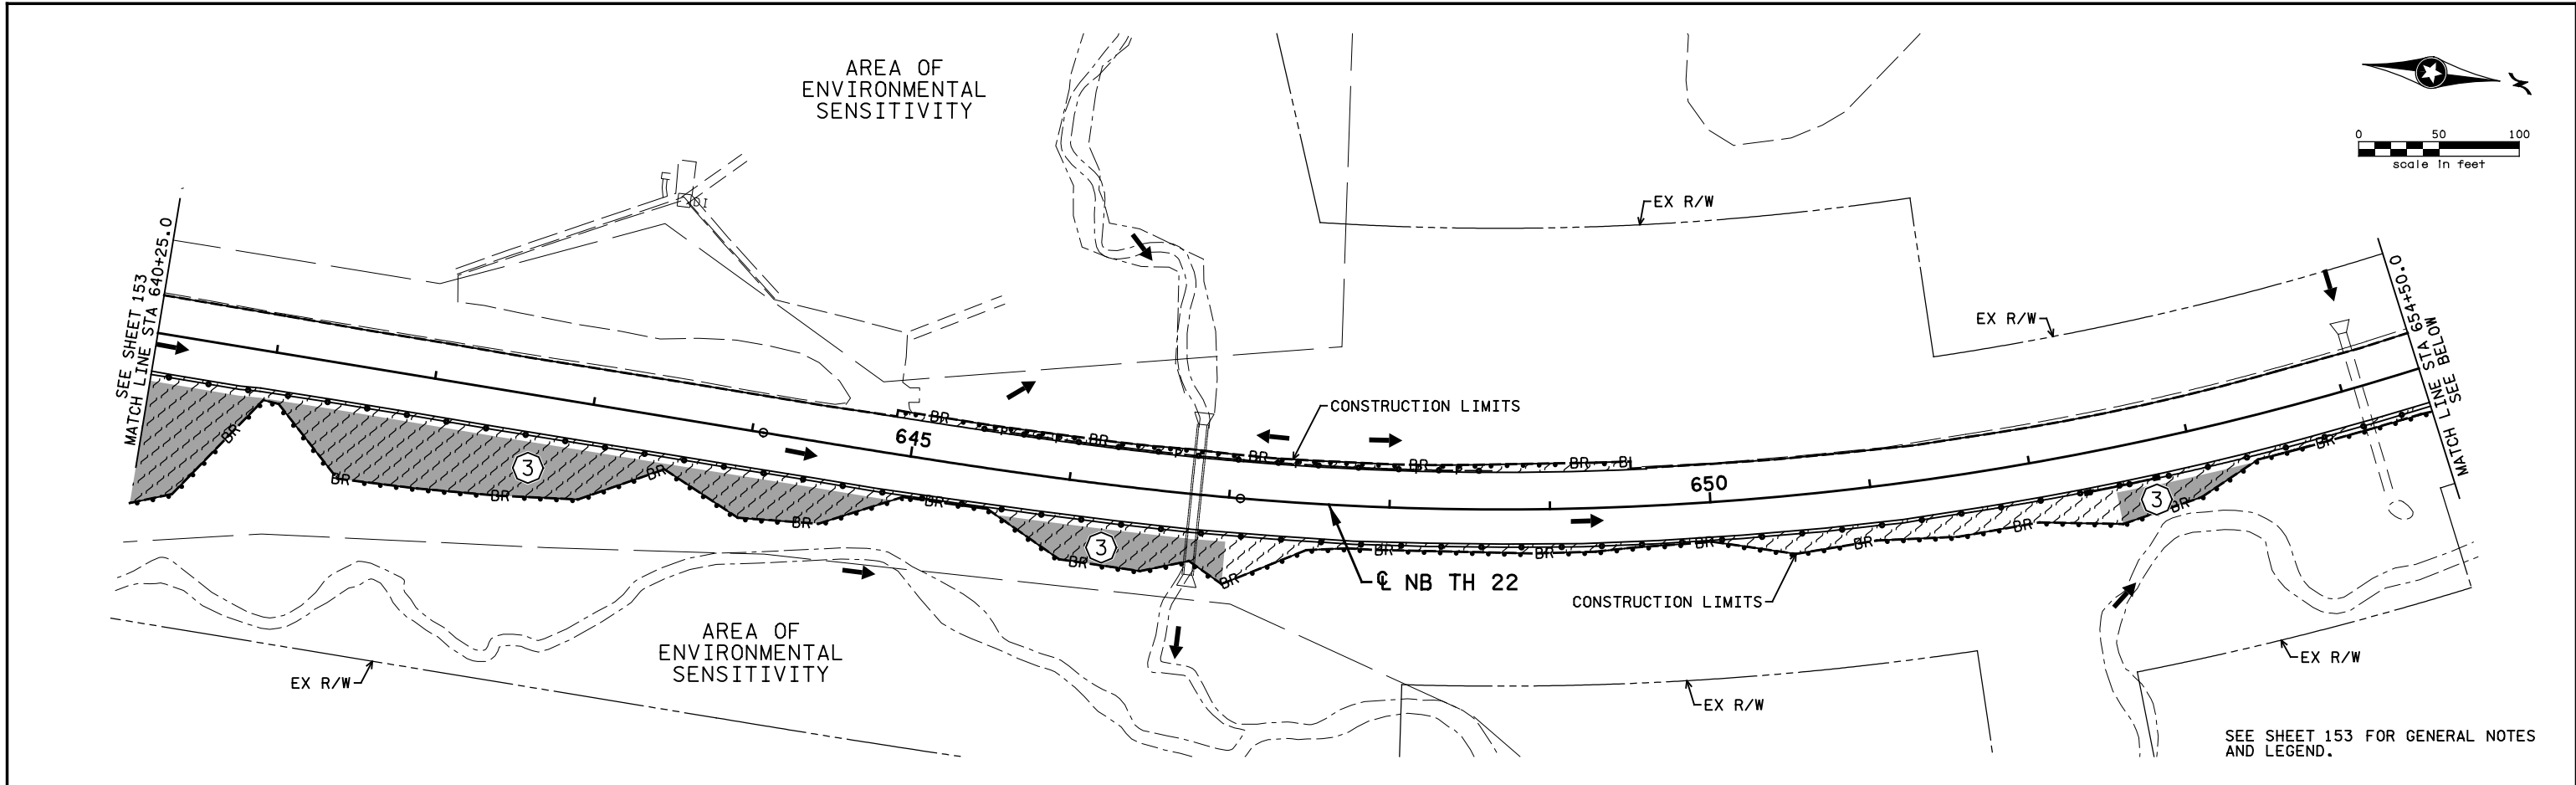 AREA OF
ENVIRONMENTAL
SENSITIVITY
0 50 100
scale in feet
EX R/W
EX R/W
SEE SHEET 153
MATCH LINE STA 640+25.0
DI
MATCH LINE STA 654+50.0
SEE BELOW
CONSTRUCTION LIMITS
BR
BR
BR
BR
BR
645
650
BR
3
BR
BR
BR
BR
BR
3
BR
BR
BR
BR
BR
BR
BR
3
BR
BR
℄ NB TH 22
CONSTRUCTION LIMITS
AREA OF
ENVIRONMENTAL
SENSITIVITY
EX R/W
EX R/W
EX R/W
SEE SHEET 153 FOR GENERAL NOTES
AND LEGEND.